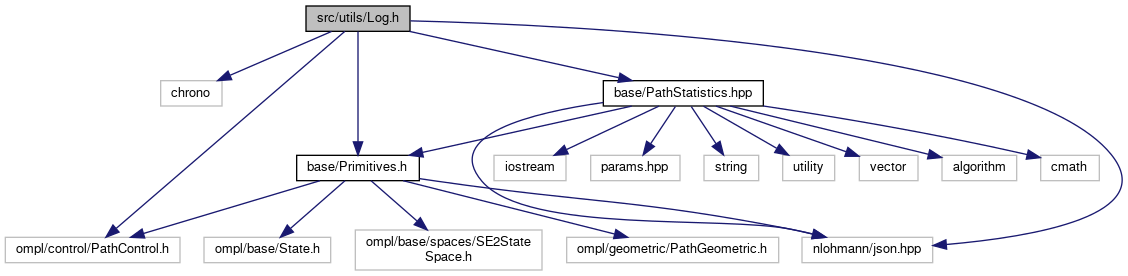 src/utils/Log.h
chrono
base/PathStatistics.hpp
base/Primitives.h
iostream
params.hpp
string
utility
vector
algorithm
cmath
ompl/control/PathControl.h
ompl/base/State.h
ompl/base/spaces/SE2State
Space.h
ompl/geometric/PathGeometric.h
nlohmann/json.hpp